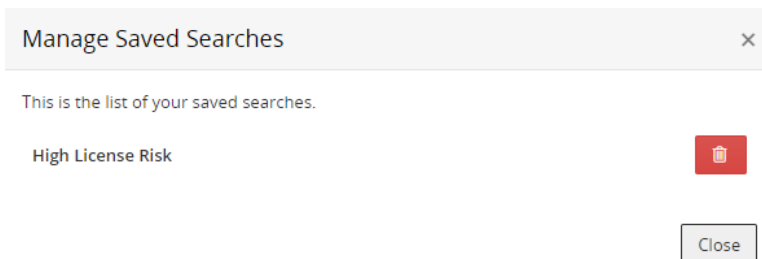 Manage Saved Searches
This is the list of your saved searches.
High License Risk
Close